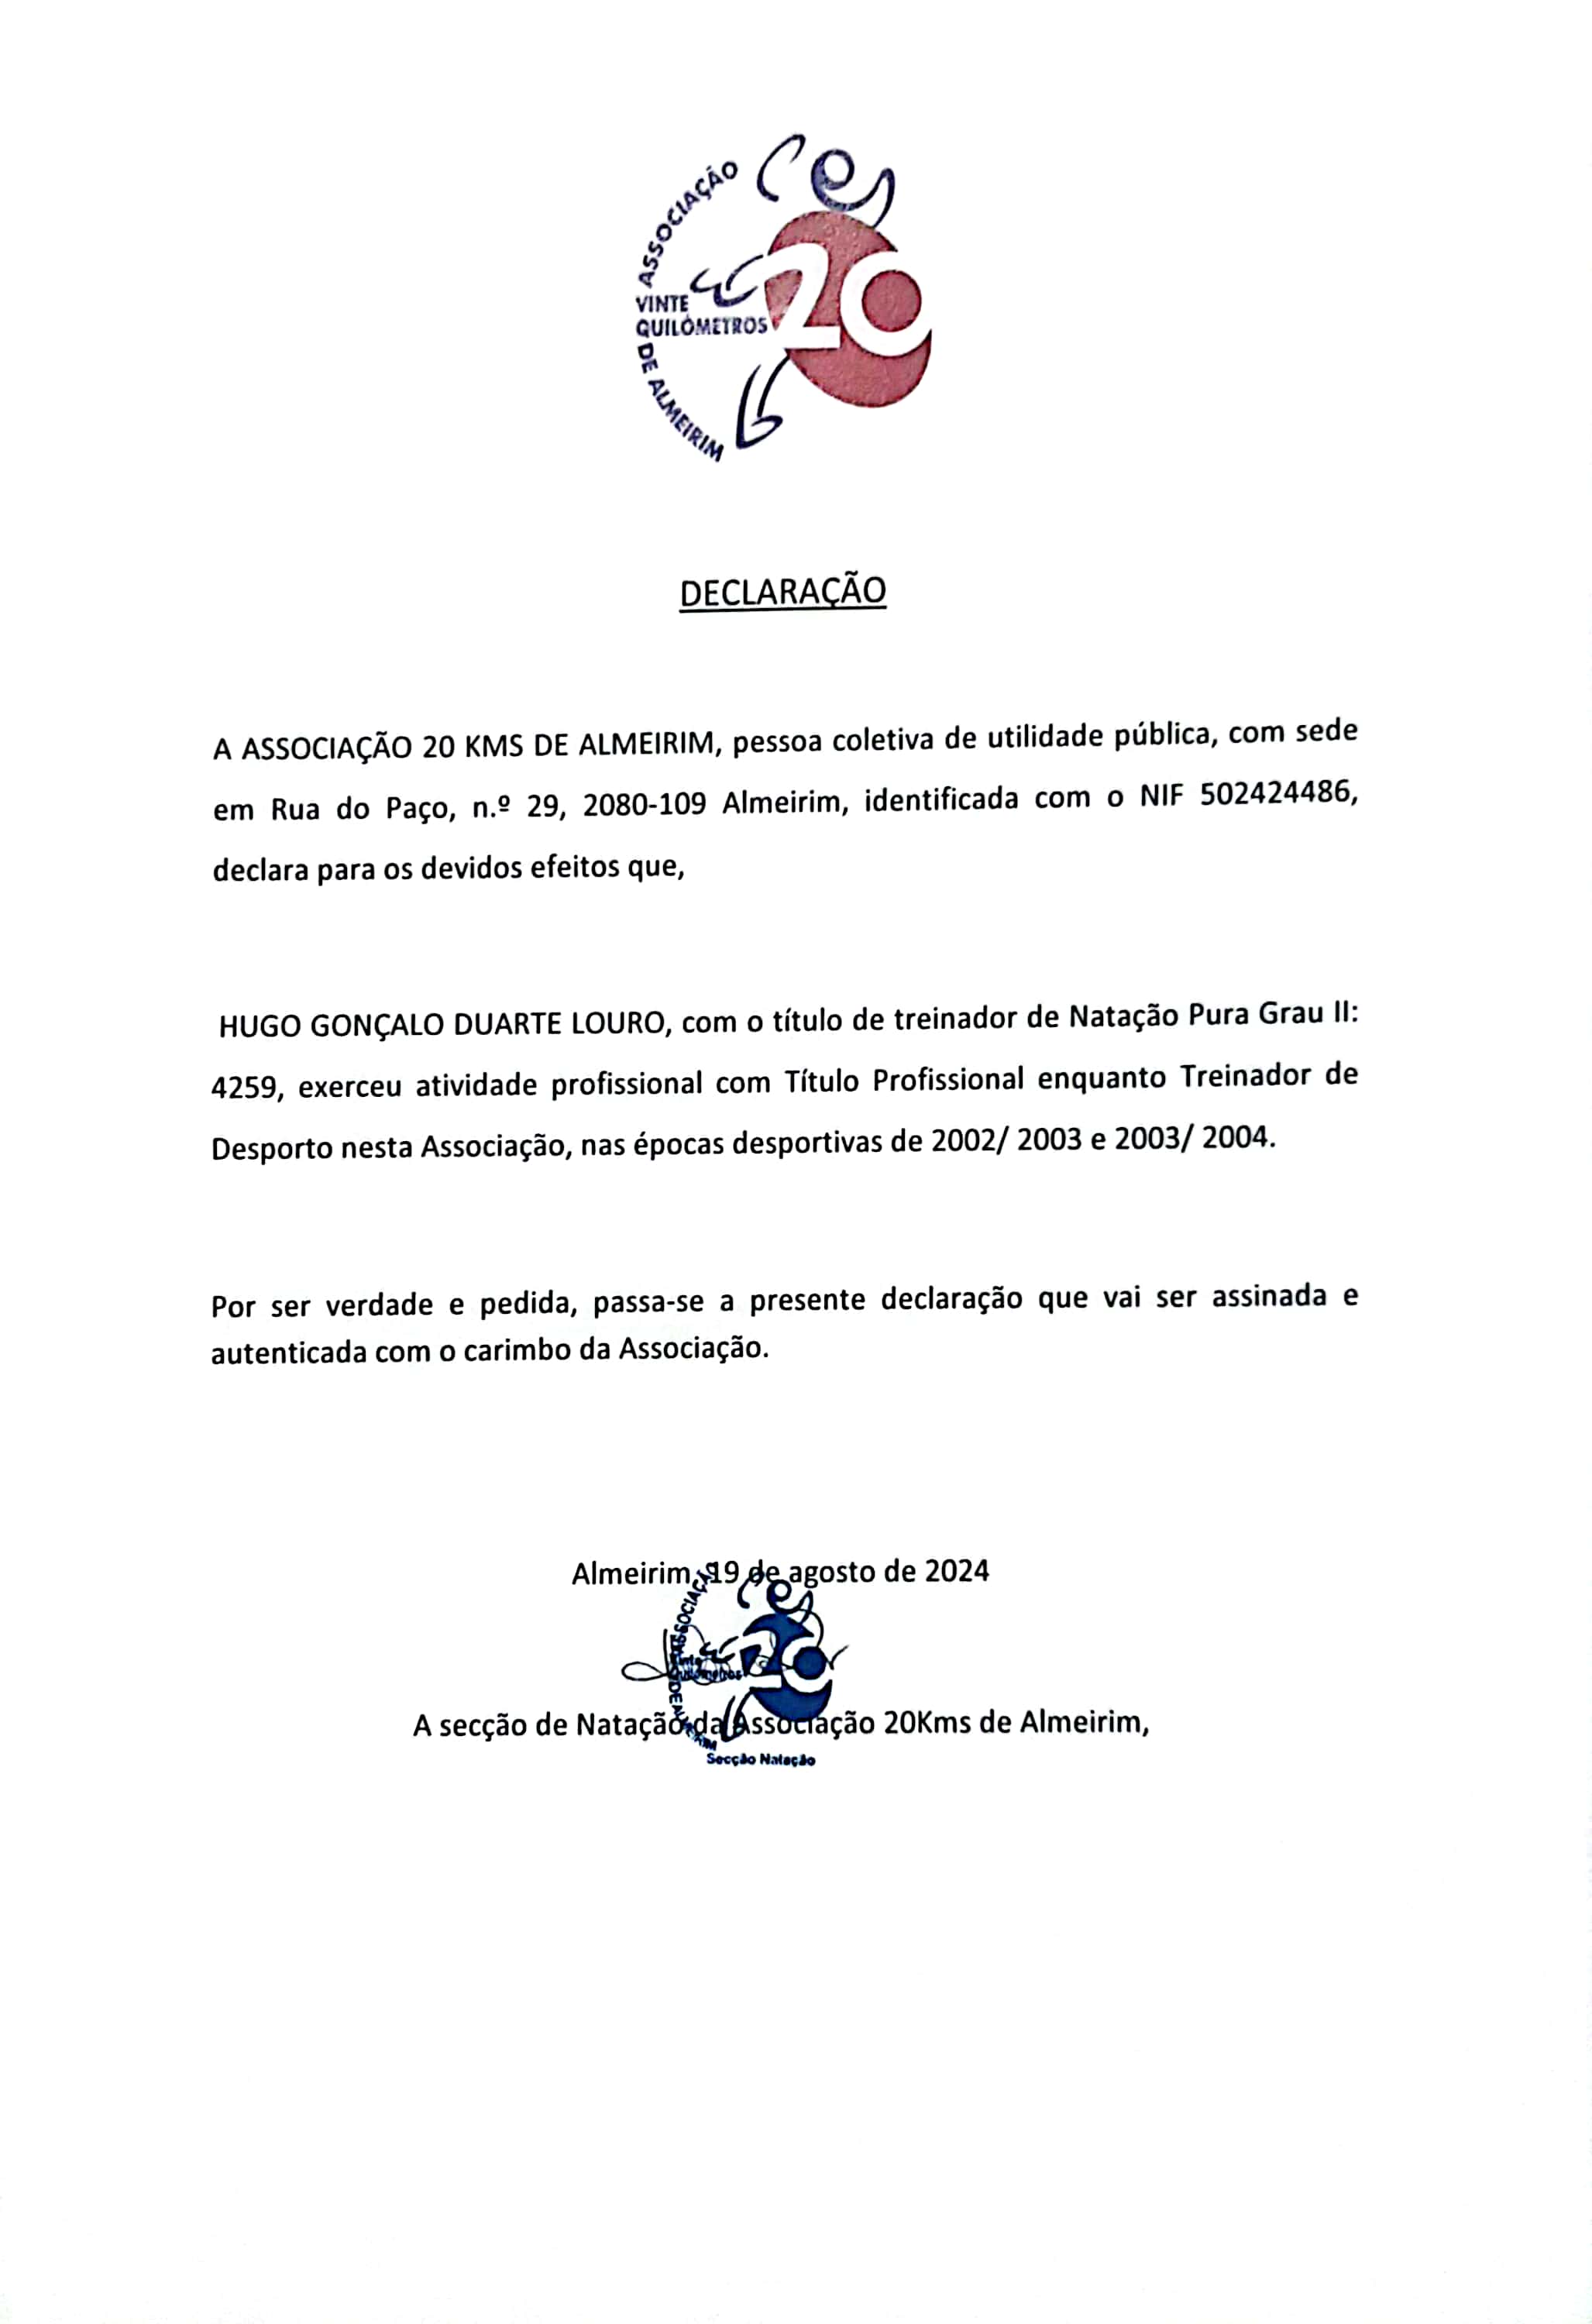 ASSOCIAÇÃO
VINTE
QUILÓMETROS
DE ALMEIRIM
20
DECLARAÇÃO
A ASSOCIAÇÃO 20 KMS DE ALMEIRIM, pessoa coletiva de utilidade pública, com sede
em Rua do Paço, n.º 29, 2080-109 Almeirim, identificada com o NIF 502424486,
declara para os devidos efeitos que,
HUGO GONÇALO DUARTE LOURO, com o título de treinador de Natação Pura Grau II:
4259, exerceu atividade profissional com Título Profissional enquanto Treinador de
Desporto nesta Associação, nas épocas desportivas de 2002/ 2003 e 2003/ 2004.
Por ser verdade e pedida, passa-se a presente declaração que vai ser assinada e
autenticada com o carimbo da Associação.
Almeirim, 19 de agosto de 2024
ASSOCIAÇÃO
Vinte
Quilómetros
DE ALMEIRIM
20
A secção de Natação da Associação 20Kms de Almeirim,
Secção Natação